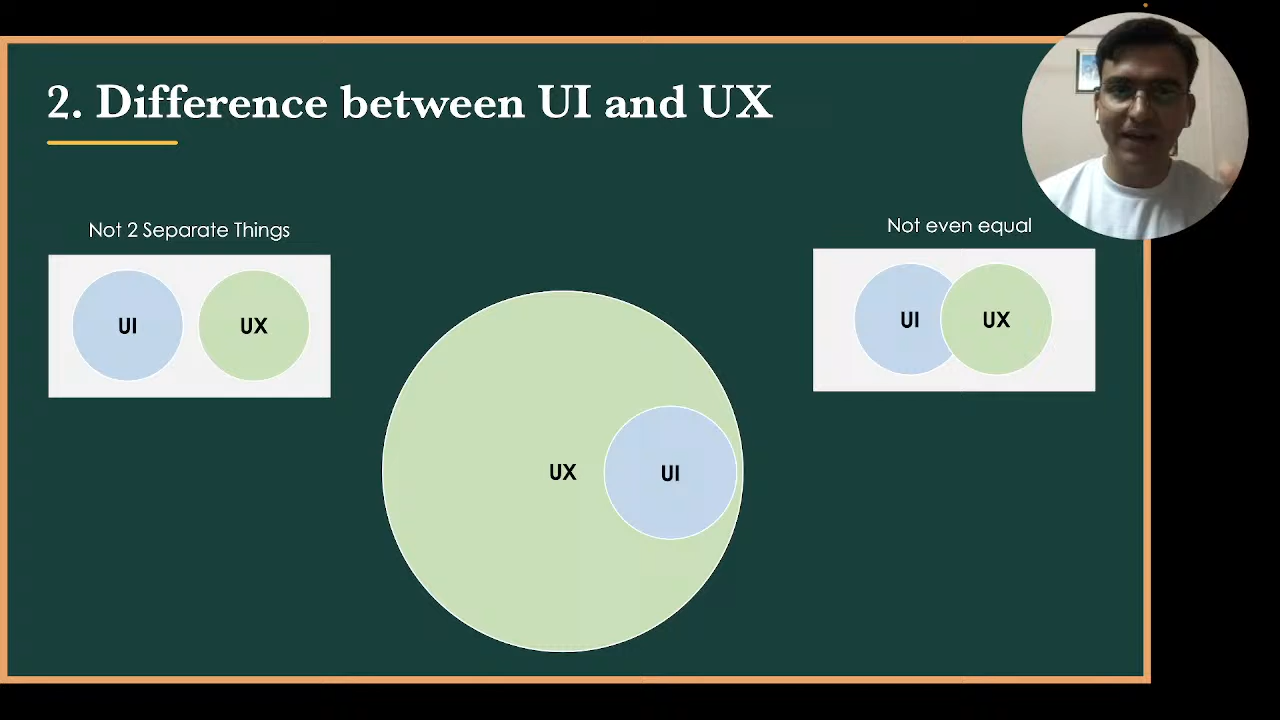 2. Difference between UI and UX
Not 2 Separate Things
UI
UX
Not even equal
UI
UX
UX
UI